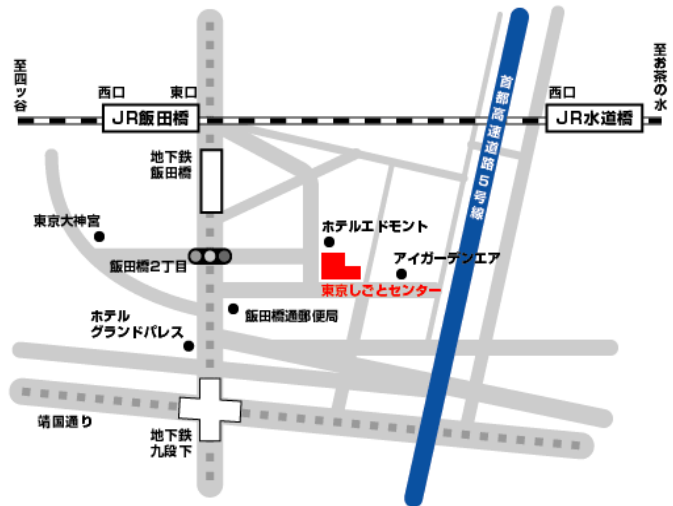 至四ッ谷
西口
東口
JR飯田橋
西口
JR水道橋
至お茶の水
首都高速道路5号線
地下鉄
飯田橋
東京大神宮
ホテルエドモント
アイガーデンエア
飯田橋2丁目
東京しごとセンター
ホテル
グランドパレス
飯田橋通郵便局
靖国通り
地下鉄
九段下